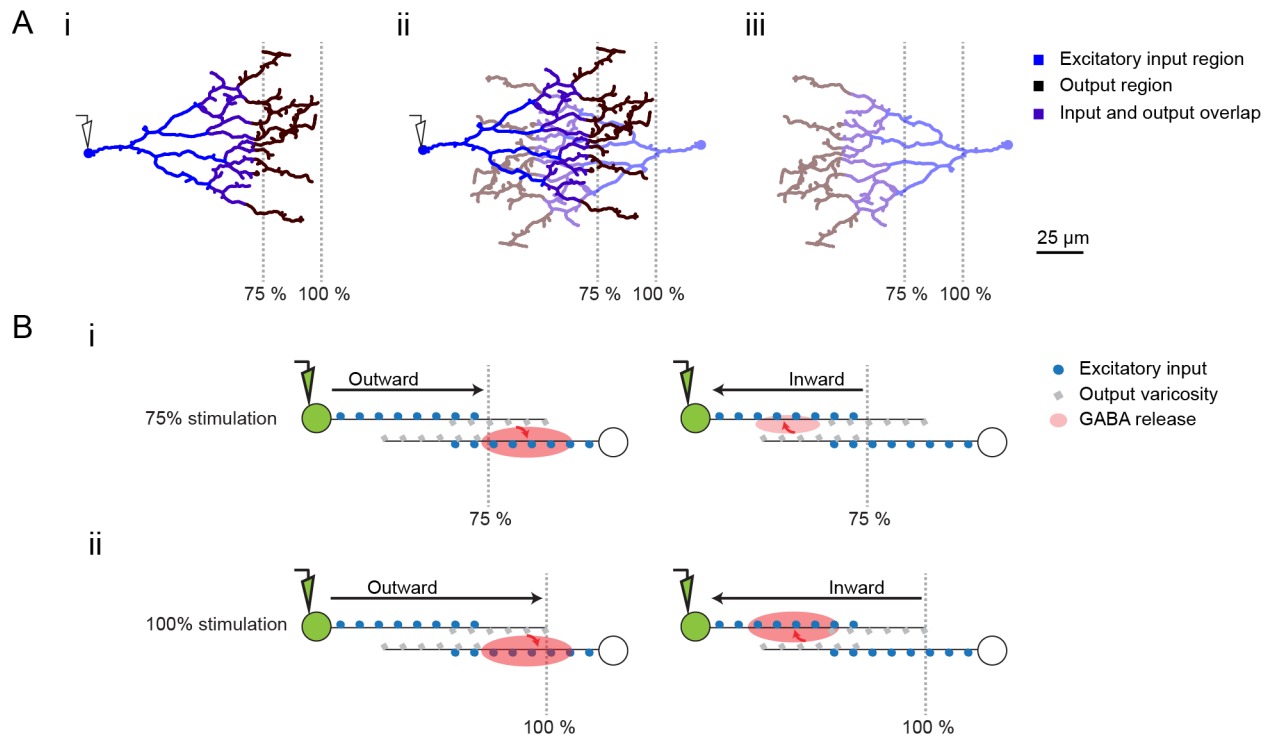 A
i
ii
iii
Excitatory input region
Output region
Input and output overlap
75 % 100 %
75 % 100 %
75 % 100 %
25 µm
B
i
Outward
Inward
75% stimulation
Excitatory input
Output varicosity
GABA release
75 %
75 %
ii
Outward
Inward
100% stimulation
100 %
100 %